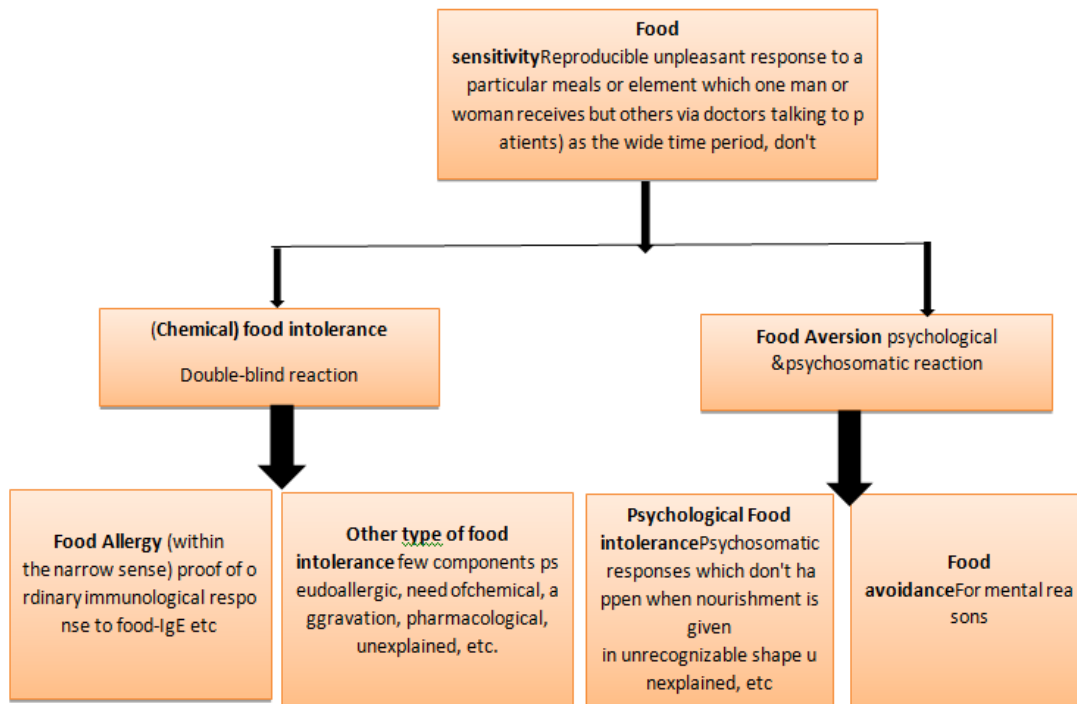 Food
sensitivityReproducible unpleasant response to a
particular meals or element which one man or
woman receives but others via doctors talking to p
atients) as the wide time period, don't
(Chemical) food intolerance
Double-blind reaction
Food Aversion psychological
&psychosomatic reaction
Food Allergy (within
the narrow sense) proof of o
rdinary immunological respo
nse to food-IgE etc
Other type of food
intolerance few components ps
eudoallergic, need ofchemical, a
ggravation, pharmacological,
unexplained, etc.
Psychological Food
intolerancePsychosomatic
responses which don't ha
ppen when nourishment is
given
in unrecognizable shape u
nexplained, etc
Food
avoidanceFor mental rea
sons